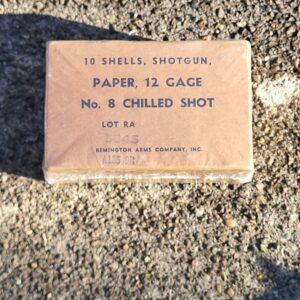 10 SHELLS, SHOTGUN,
PAPER, 12 GAGE
No. 8 CHILLED SHOT
LOT RA
REMINGTON ARMS COMPANY, INC.